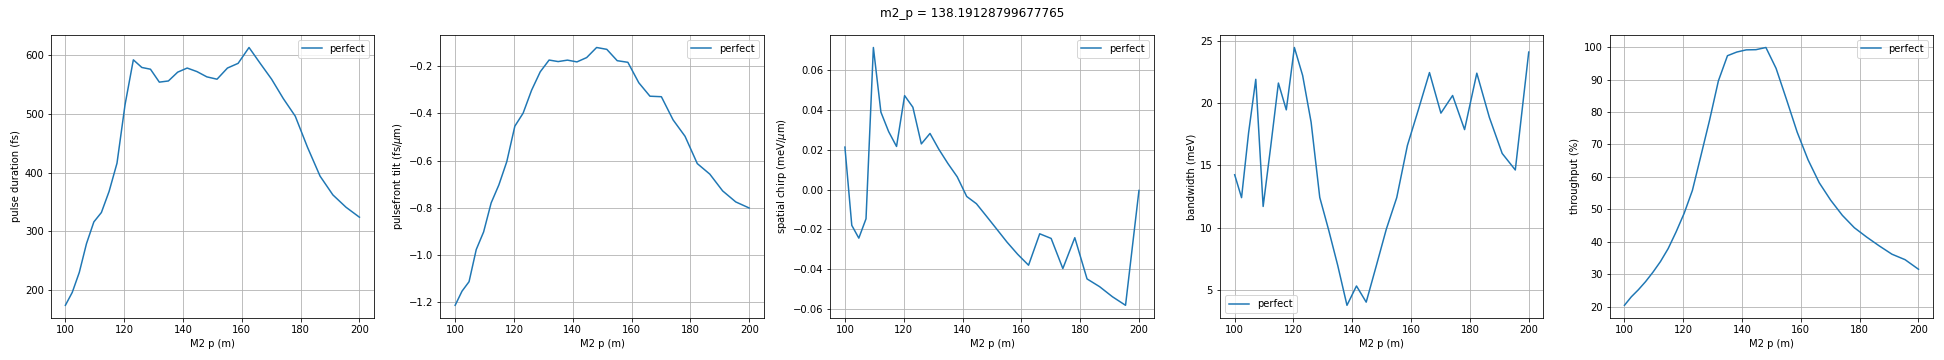 m2_p = 138.19128799677765
pulse duration (fs)
600
500
400
300
200
perfect
100 120 140 160 180 200
M2 p (m)
pulsefront tilt (fs/μm)
−0.2
−0.4
−0.6
−0.8
−1.0
−1.2
perfect
100 120 140 160 180 200
M2 p (m)
spatial chirp (meV/μm)
0.06
0.04
0.02
0.00
−0.02
−0.04
−0.06
perfect
100 120 140 160 180 200
M2 p (m)
bandwidth (meV)
25
20
15
10
5
perfect
100 120 140 160 180 200
M2 p (m)
throughput (%)
100
90
80
70
60
50
40
30
20
perfect
100 120 140 160 180 200
M2 p (m)